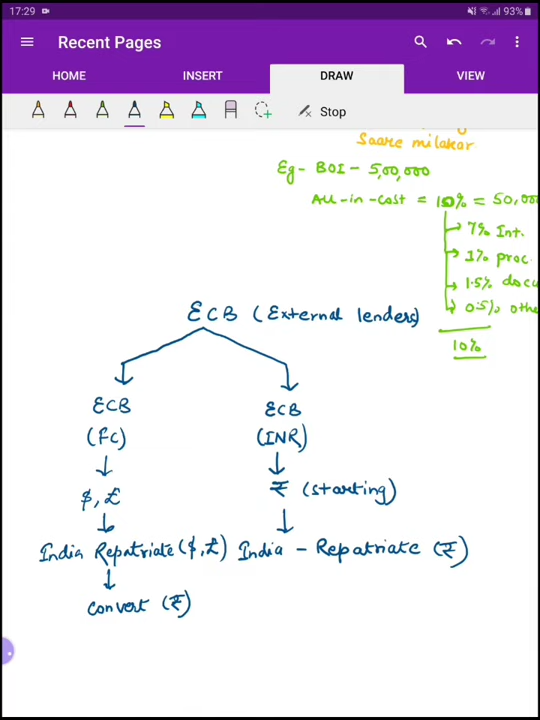 17:29 93%
Recent Pages
HOME INSERT DRAW VIEW
Stop
Saare milakar
Eg- BOI - 5,00,000
All-in-cost = 10% = 50,000
7% Int.
1% proc.
1.5% docu
0.5% othe
10%
ECB (External lenders)
ECB ECB
(FC) (INR)
$, £ ₹ (starting)
India Repatriate ($, £) India - Repatriate (₹)
Convert (₹)